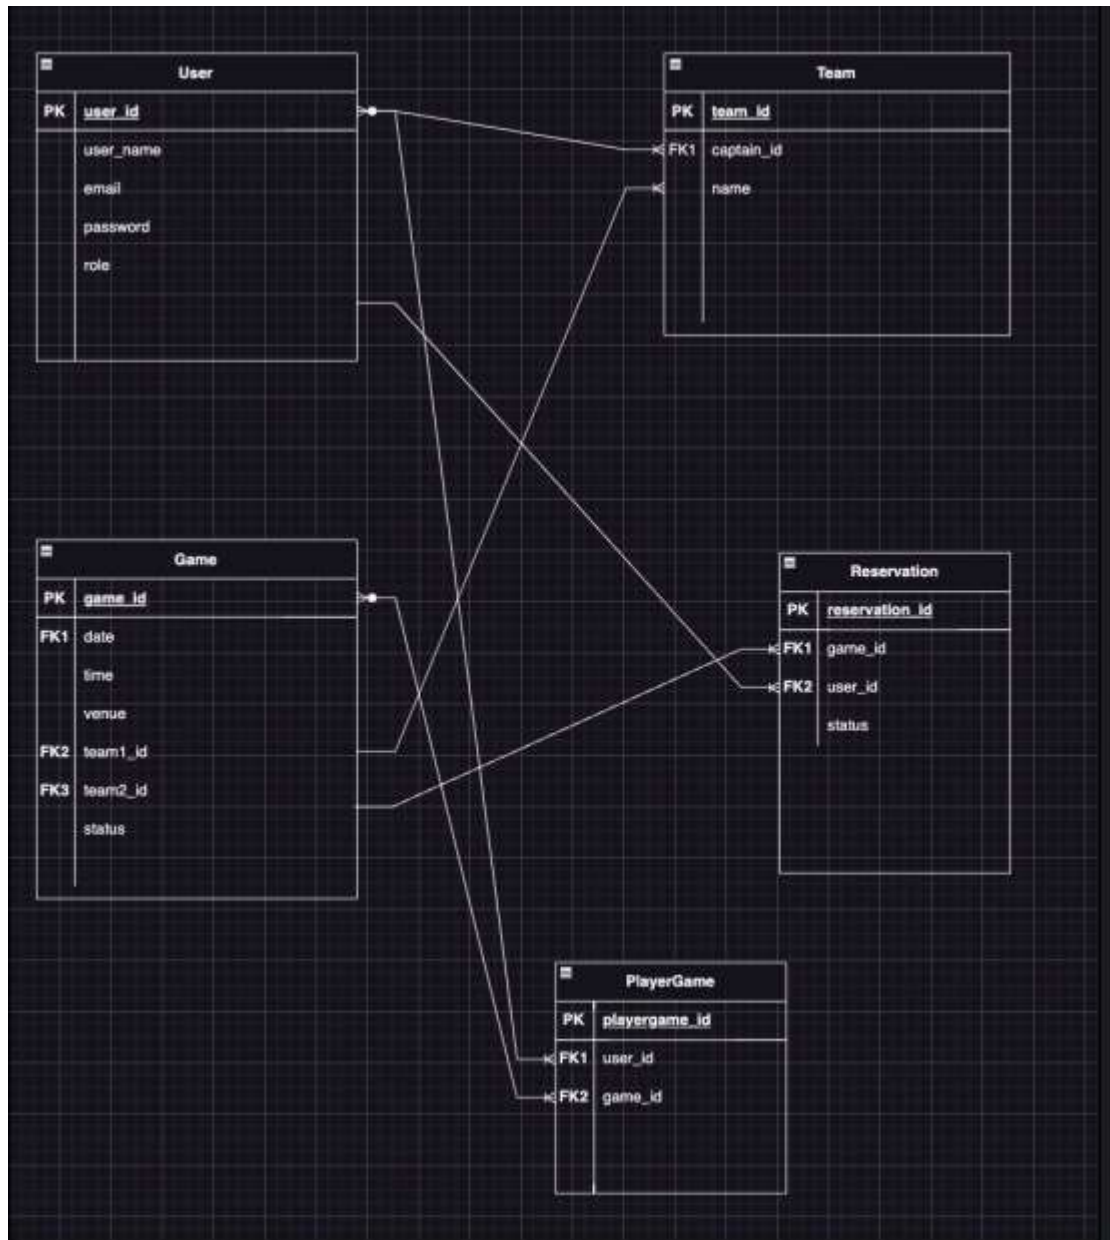 User
PK user_id
user_name
email
password
role
Team
PK team_id
FK1 captain_id
name
Game
PK game_id
FK1 date
time
venue
FK2 team1_id
FK3 team2_id
status
Reservation
PK reservation_id
FK1 game_id
FK2 user_id
status
PlayerGame
PK playergame_id
FK1 user_id
FK2 game_id